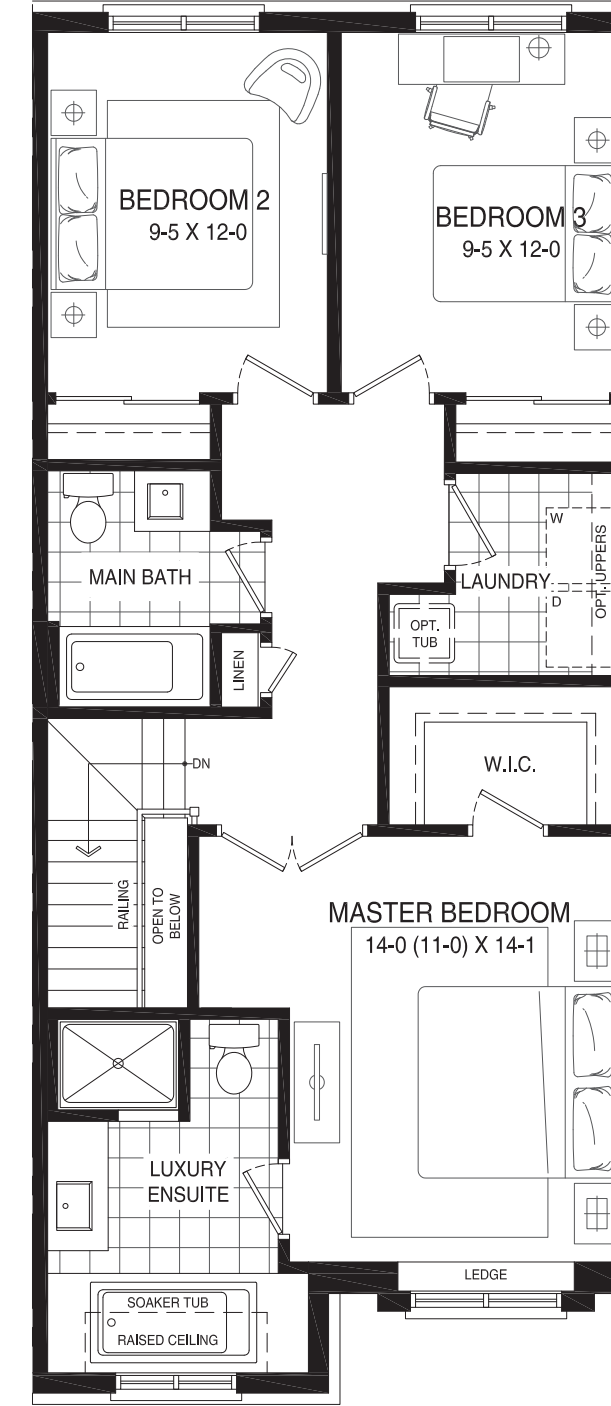 BEDROOM 2
9-5 X 12-0
BEDROOM 3
9-5 X 12-0
MAIN BATH
LINEN
W
LAUNDRY
D
OPT. UPPERS
OPT.
TUB
W.I.C.
DN
RAILING
OPEN TO
BELOW
MASTER BEDROOM
14-0 (11-0) X 14-1
LUXURY
ENSUITE
LEDGE
SOAKER TUB
RAISED CEILING